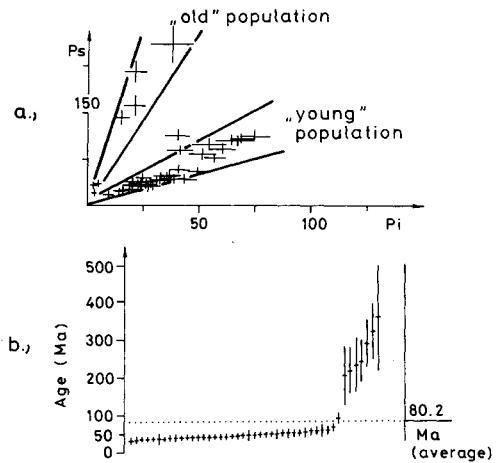 „old" population
Ps
a.,
150
„young"
population
50
100
Pi
500
400
b.,
Age (Ma)
300
200
100
50
0
80.2
Ma
(average)